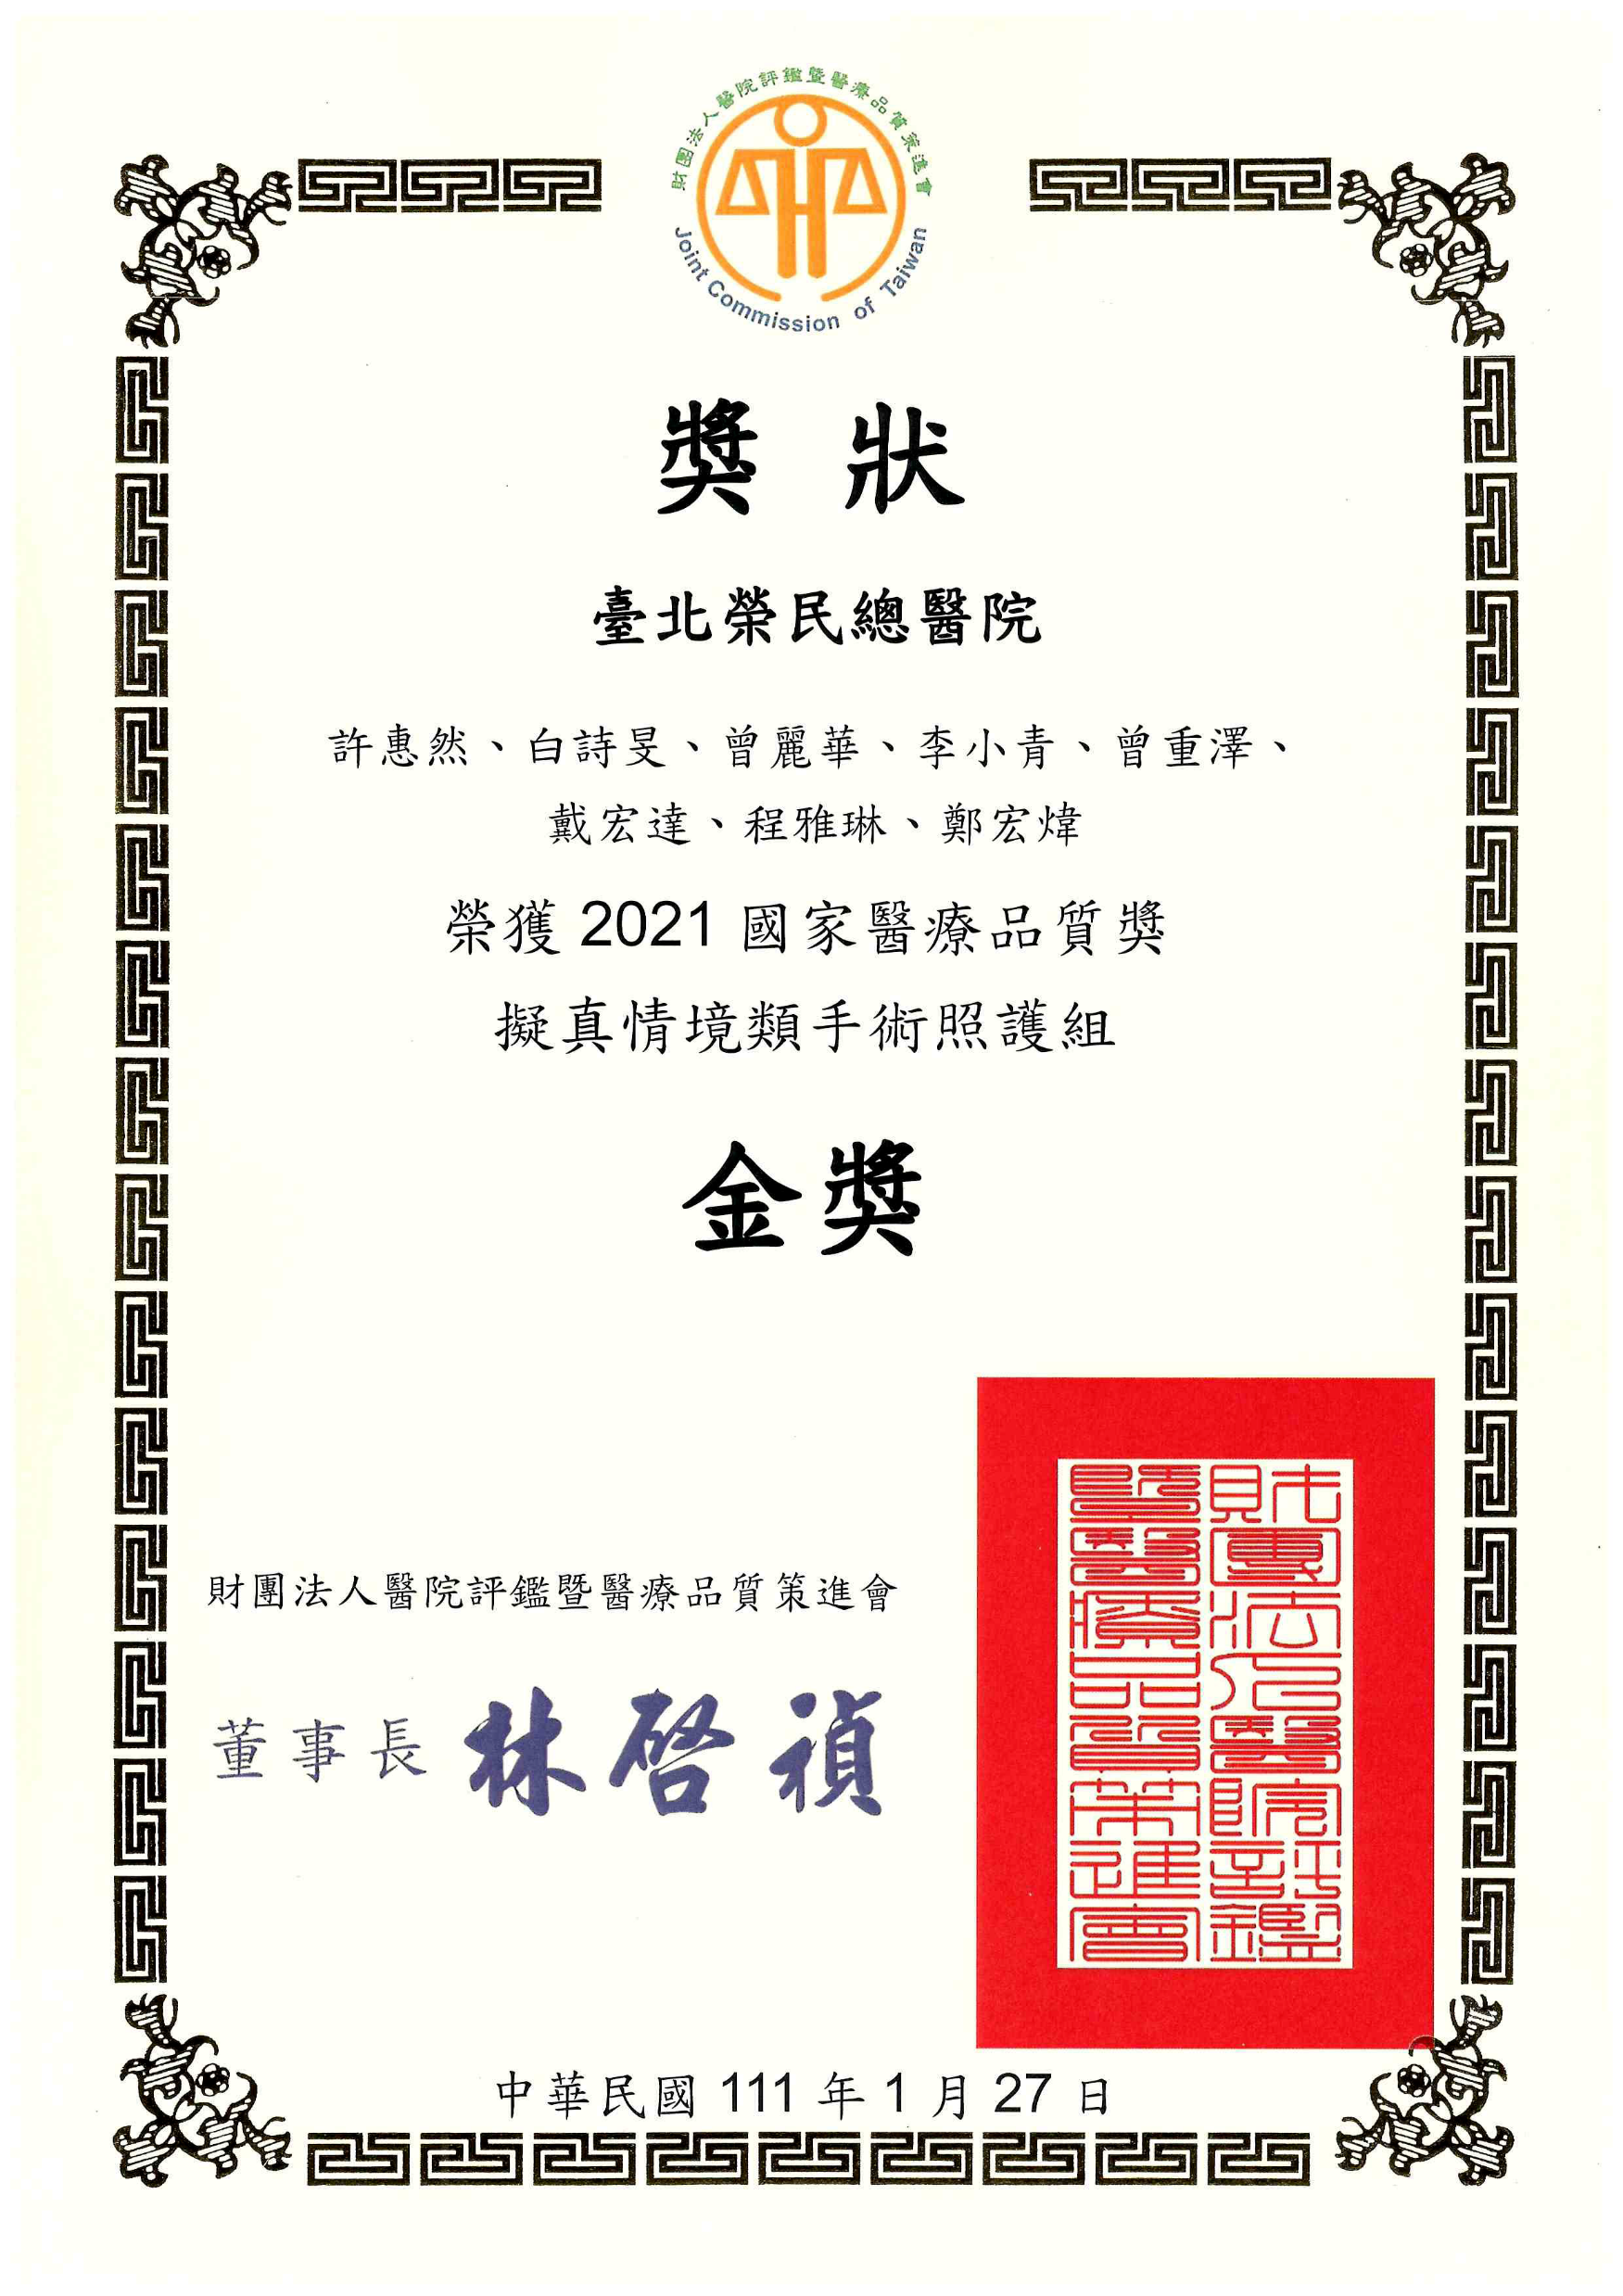 財團法人醫院評鑑暨醫療品質策進會
Joint Commission of Taiwan
獎狀
臺北榮民總醫院
許惠然、白詩旻、曾麗華、李小青、曾重澤、
戴宏達、程雅琳、鄭宏煒
榮獲 2021 國家醫療品質獎
擬真情境類手術照護組
金獎
財團法人醫院評鑑暨醫療品質策進會
董事長 林啓禎
財團法人醫院評鑑
暨醫療品質策進會
中華民國 111 年 1 月 27 日